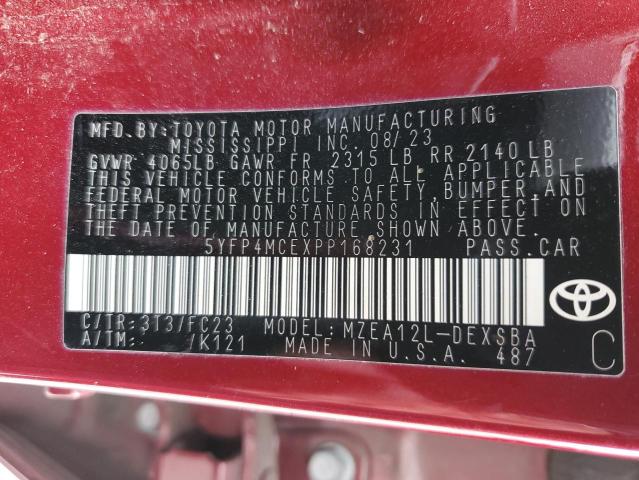 MFD. BY: TOYOTA MOTOR MANUFACTURING
MISSISSIPPI INC. 08/23
GVWR 4065LB GAWR FR 2315 LB RR 2140 LB
THIS VEHICLE CONFORMS TO ALL APPLICABLE
FEDERAL MOTOR VEHICLE SAFETY, BUMPER, AND
THEFT PREVENTION STANDARDS IN EFFECT ON
THE DATE OF MANUFACTURE SHOWN ABOVE.
5YFP4MCEXPP168231 PASS.CAR
C/TR: 3T3/FC23 MODEL: MZEA12L-DEXSBA
A/TM: /K121 MADE IN U.S.A. 487
C